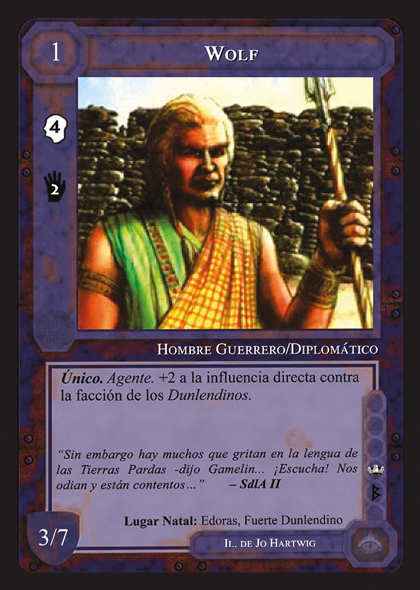 1
WOLF
4
2
HOMBRE GUERRERO/DIPLOMÁTICO
Único. Agente. +2 a la influencia directa contra
la facción de los Dunlendinos.
“Sin embargo hay muchos que gritan en la lengua de
las Tierras Pardas -dijo Gamelin... ¡Escucha! Nos
odian y están contentos…” – SdlA II
Lugar Natal: Edoras, Fuerte Dunlendino
3/7
IL. DE JO HARTWIG